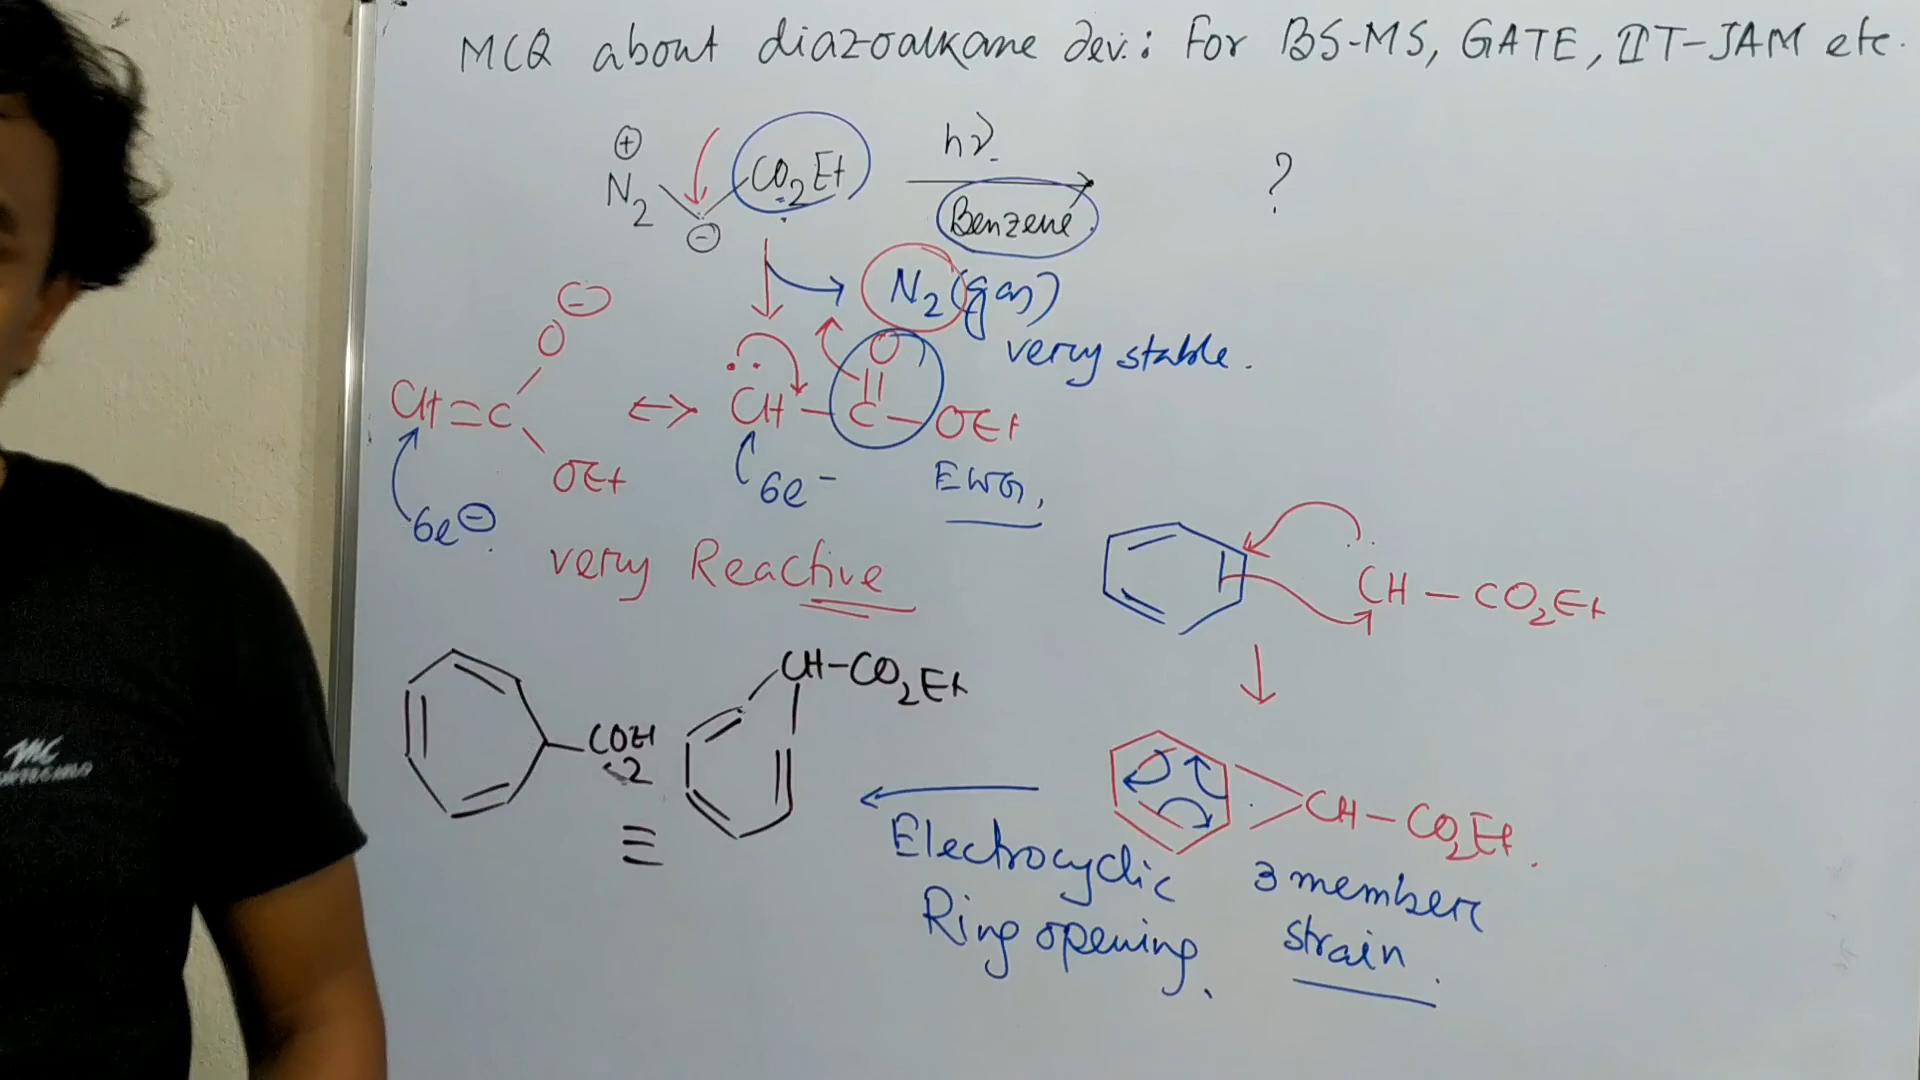 MCQ about diazoalkane dev.: For BS-MS, GATE, IIT-JAM etc.
⊕
N2 CO2Et hν ?
⊖ Benzene
N2 (gas)
very stable.
⊖
O O
CH=C ↔ CH — C — OEt
OEt 6e- EWG,
6e⊖
very Reactive
CH — CO2Et
CH-CO2Et
CO2Et
≡
CH — CO2Et.
Electrocyclic
Ring opening.
3 member
strain.